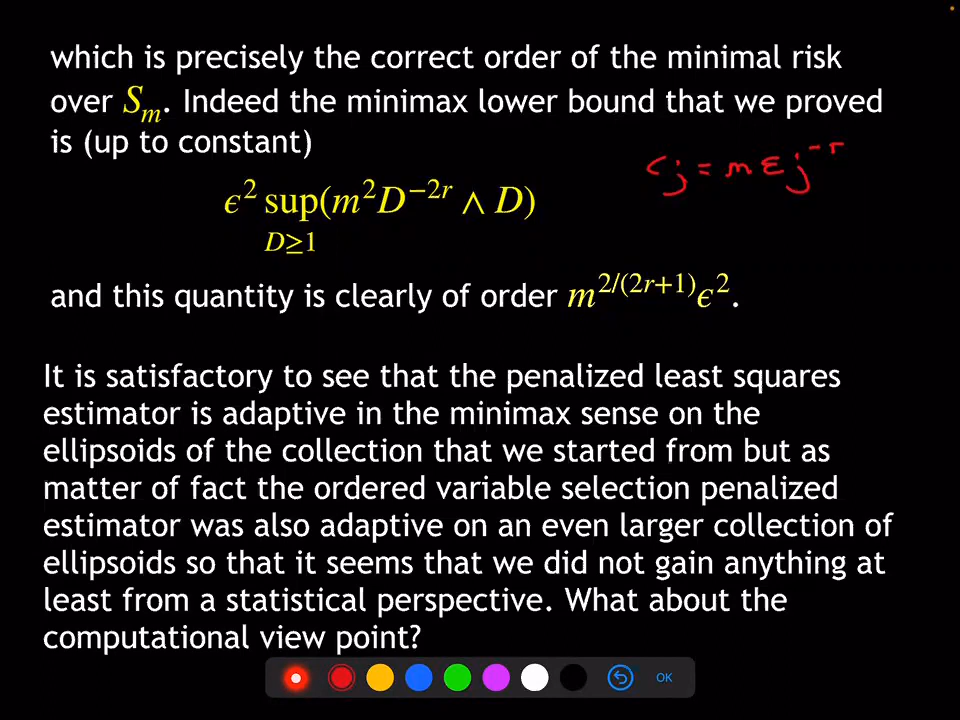 which is precisely the correct order of the minimal risk
over Sₘ. Indeed the minimax lower bound that we proved
is (up to constant)
cⱼ = m ε j⁻ʳ
ϵ² sup(m²D⁻²ʳ ∧ D)
D≥1
and this quantity is clearly of order m^{2/(2r+1)}ϵ².
It is satisfactory to see that the penalized least squares
estimator is adaptive in the minimax sense on the
ellipsoids of the collection that we started from but as
matter of fact the ordered variable selection penalized
estimator was also adaptive on an even larger collection of
ellipsoids so that it seems that we did not gain anything at
least from a statistical perspective. What about the
computational view point?
OK